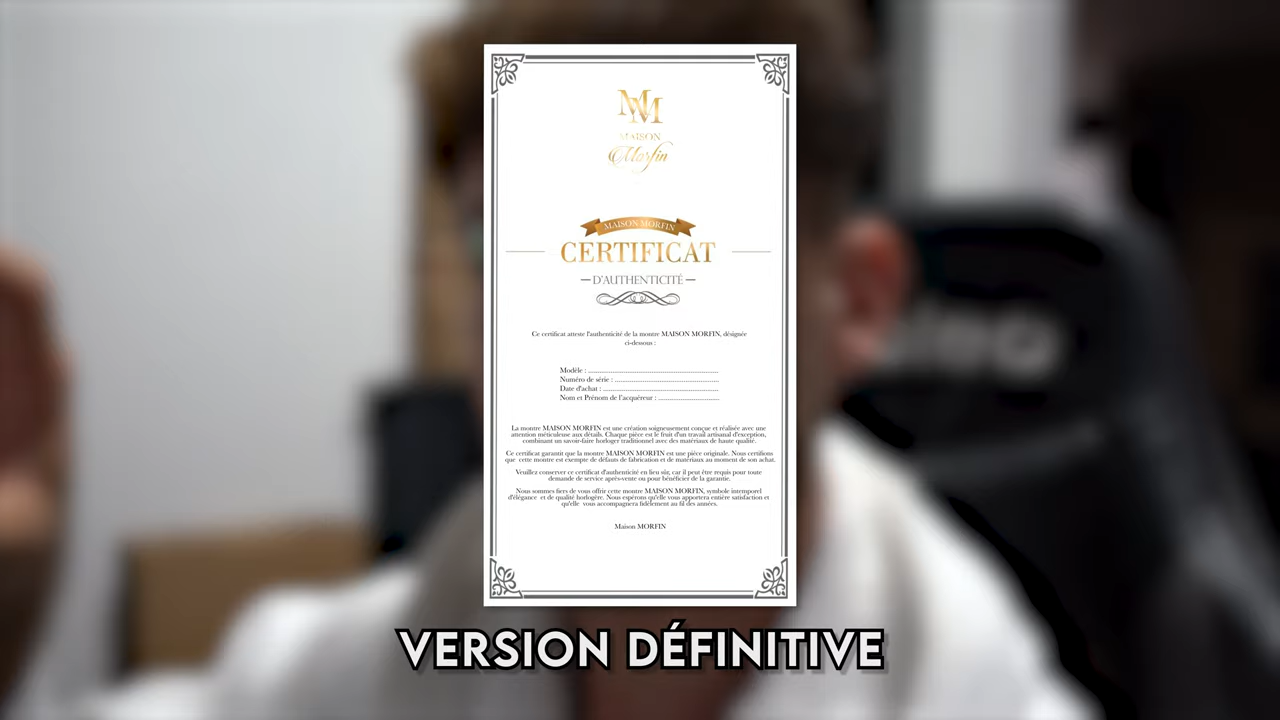 MM
MAISON
Morfin
MAISON MORFIN
CERTIFICAT
D'AUTHENTICITÉ
Ce certificat atteste l'authenticité de la montre MAISON MORFIN, désignée
ci-dessous :
Modèle : ................................................................
Numéro de série : ....................................................
Date d'achat : .........................................................
Nom et Prénom de l'acquéreur : ..............................
La montre MAISON MORFIN est une création soigneusement conçue et réalisée avec une
attention méticuleuse aux détails. Chaque pièce est le fruit d'un travail artisanal d'exception,
combinant un savoir-faire horloger traditionnel avec des matériaux de haute qualité.
Ce certificat garantit que la montre MAISON MORFIN est une pièce originale. Nous certifions
que cette montre est exempte de défauts de fabrication et de matériaux au moment de son achat.
Veuillez conserver ce certificat d'authenticité en lieu sûr, car il peut être requis pour toute
demande de service après-vente ou pour bénéficier de la garantie.
Nous sommes fiers de vous offrir cette montre MAISON MORFIN, symbole intemporel
d'élégance et de qualité horlogère. Nous espérons qu'elle vous apportera entière satisfaction et
qu'elle vous accompagnera fidèlement au fil des années.
Maison MORFIN
VERSION DÉFINITIVE